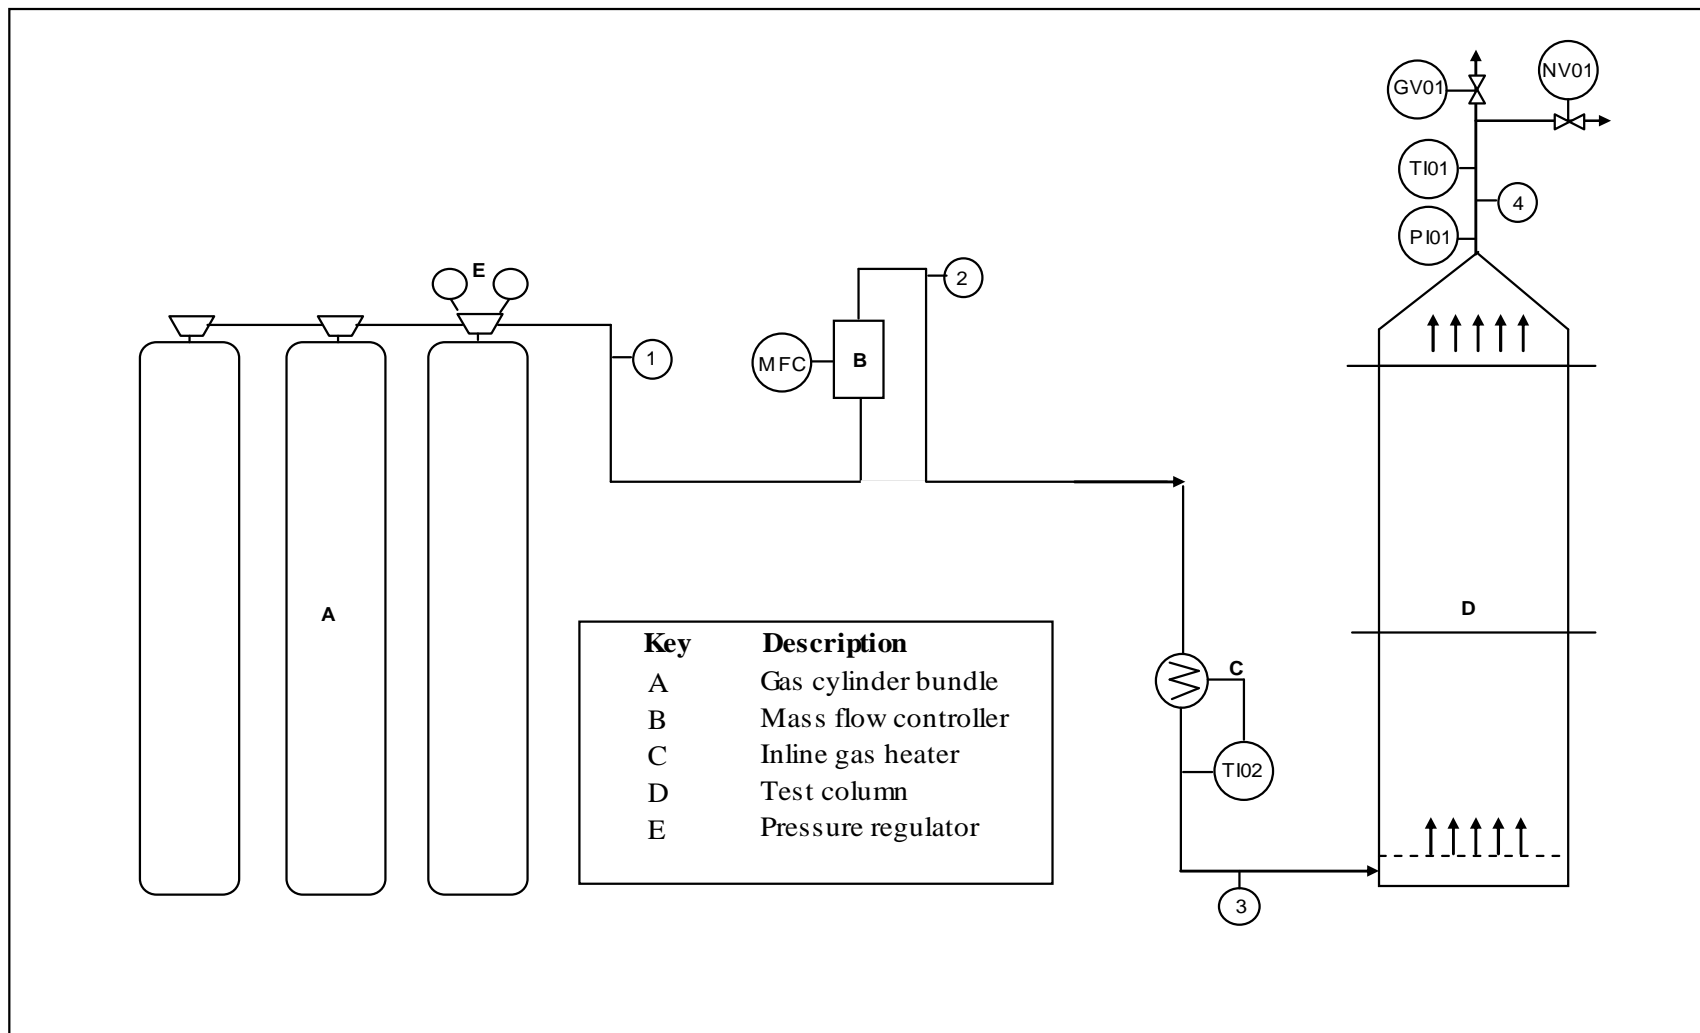 NV01
GV01
TI01
4
PI01
E
2
1
MFC
B
A
D
Key Description
A Gas cylinder bundle
B Mass flow controller
C Inline gas heater
D Test column
E Pressure regulator
C
TI02
3